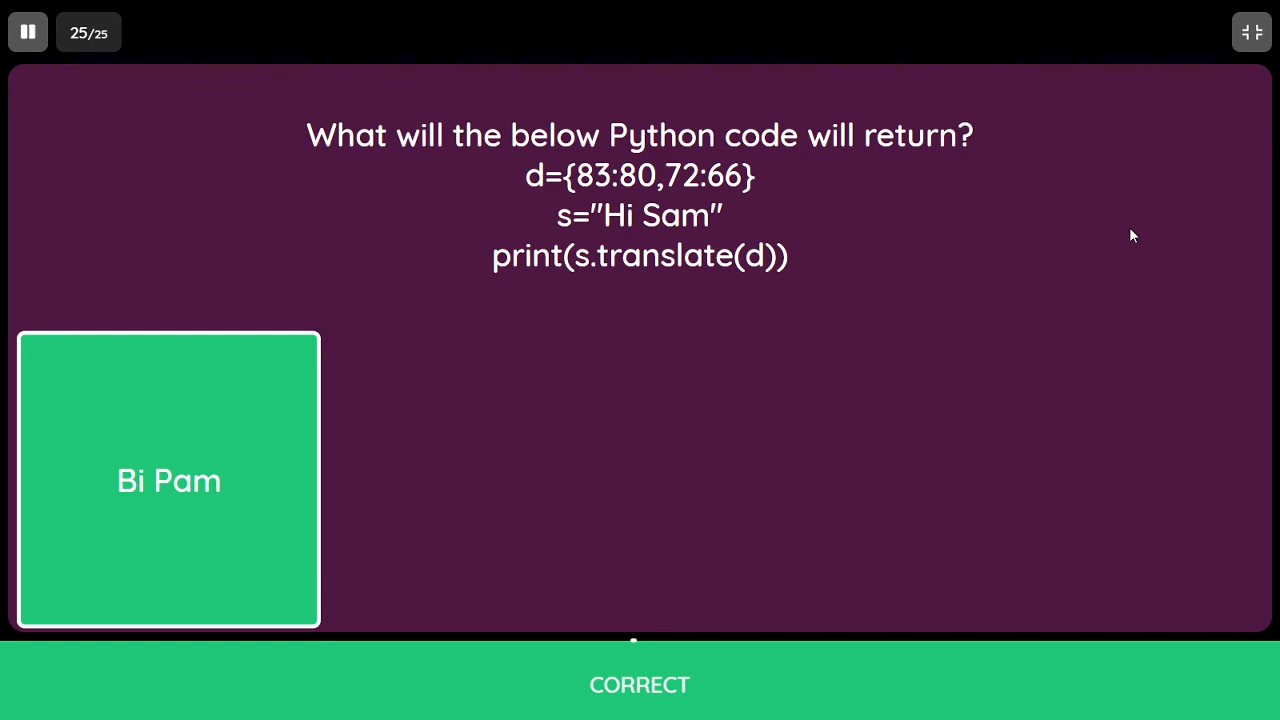 25/25
What will the below Python code will return?
d={83:80,72:66}
s="Hi Sam"
print(s.translate(d))
Bi Pam
CORRECT